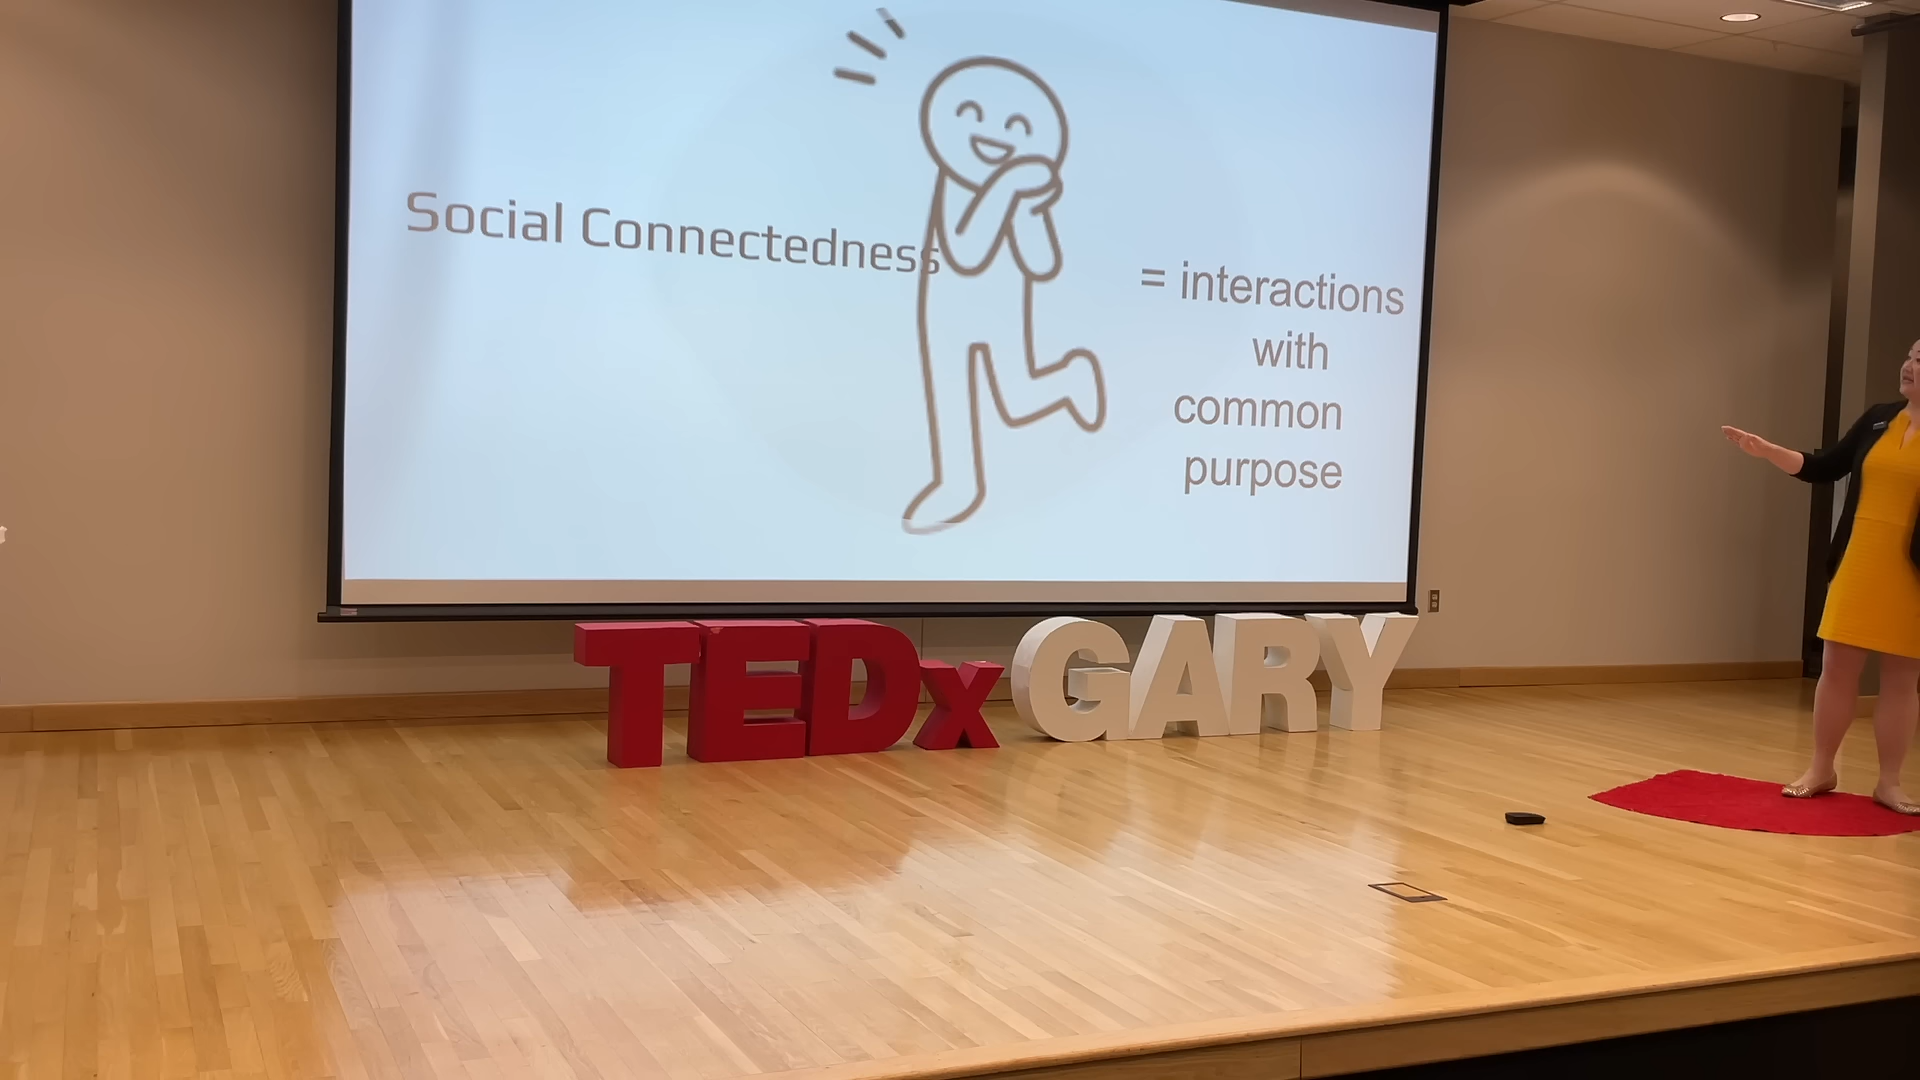 Social Connectedness
= interactions
with
common
purpose
TEDx GARY